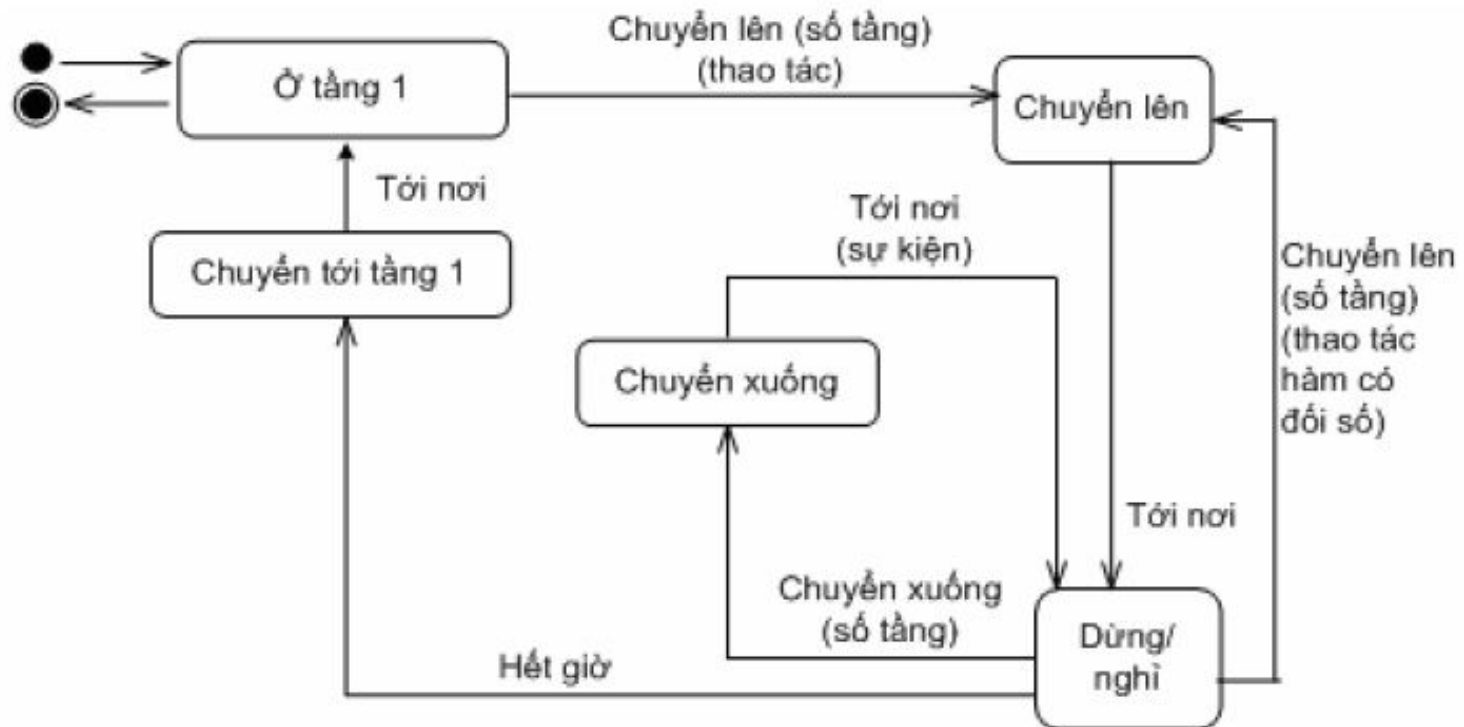 Chuyển lên (số tầng)
(thao tác)
Ở tầng 1
Chuyển lên
Tới nơi
Chuyển tới tầng 1
Tới nơi
(sự kiện)
Chuyển lên
(số tầng)
(thao tác
hàm có
đối số)
Chuyển xuống
Tới nơi
Chuyển xuống
(số tầng)
Dừng/
nghỉ
Hết giờ